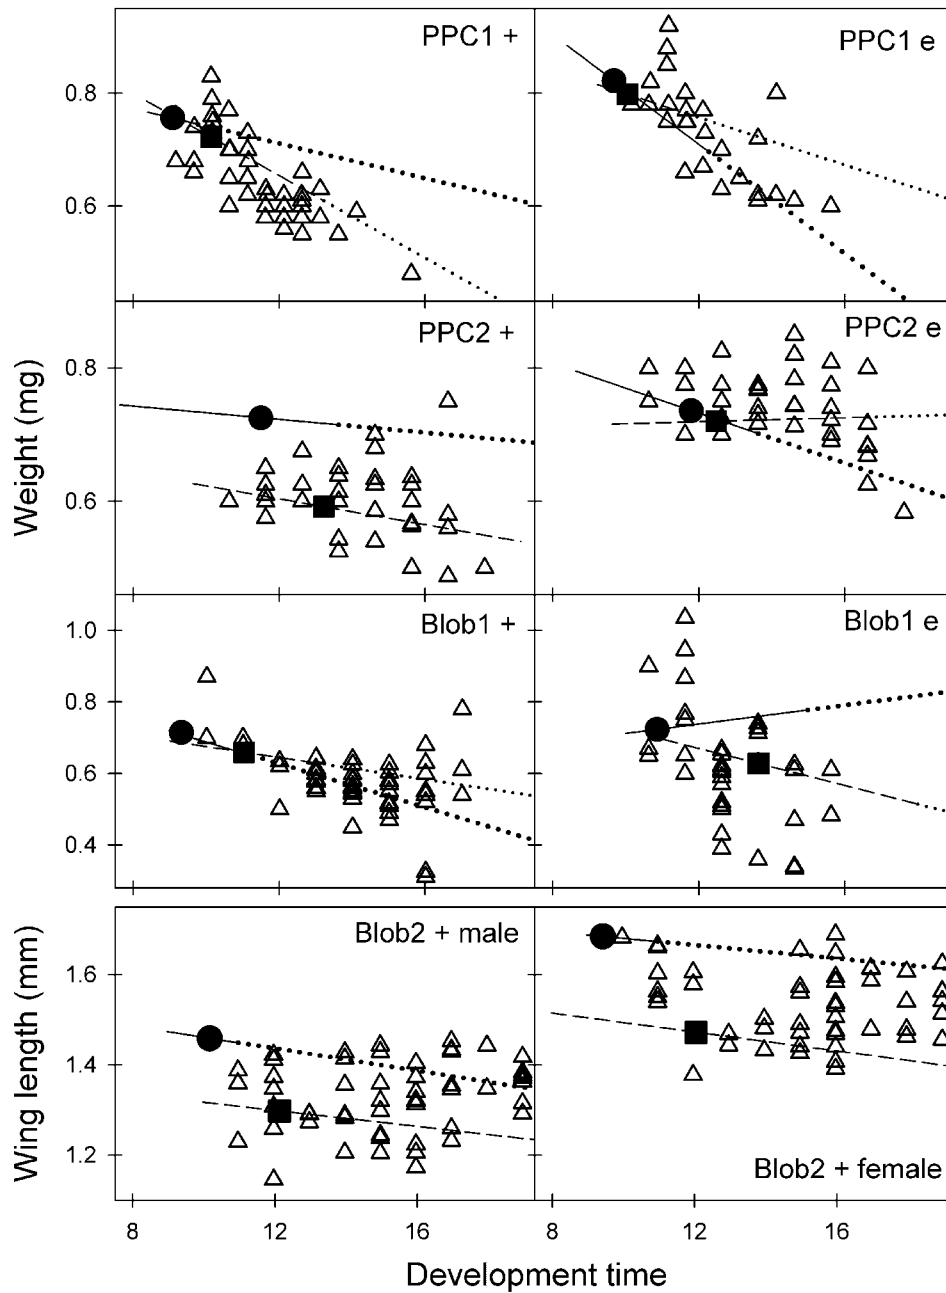 PPC1 +
PPC1 e
0.8
0.6
PPC2 +
PPC2 e
0.8
0.6
Weight (mg)
Blob1 +
Blob1 e
1.0
0.8
0.6
0.4
Blob2 + male
1.6
1.4
1.2
Wing length (mm)
Blob2 + female
8 12 16 8 12 16
Development time